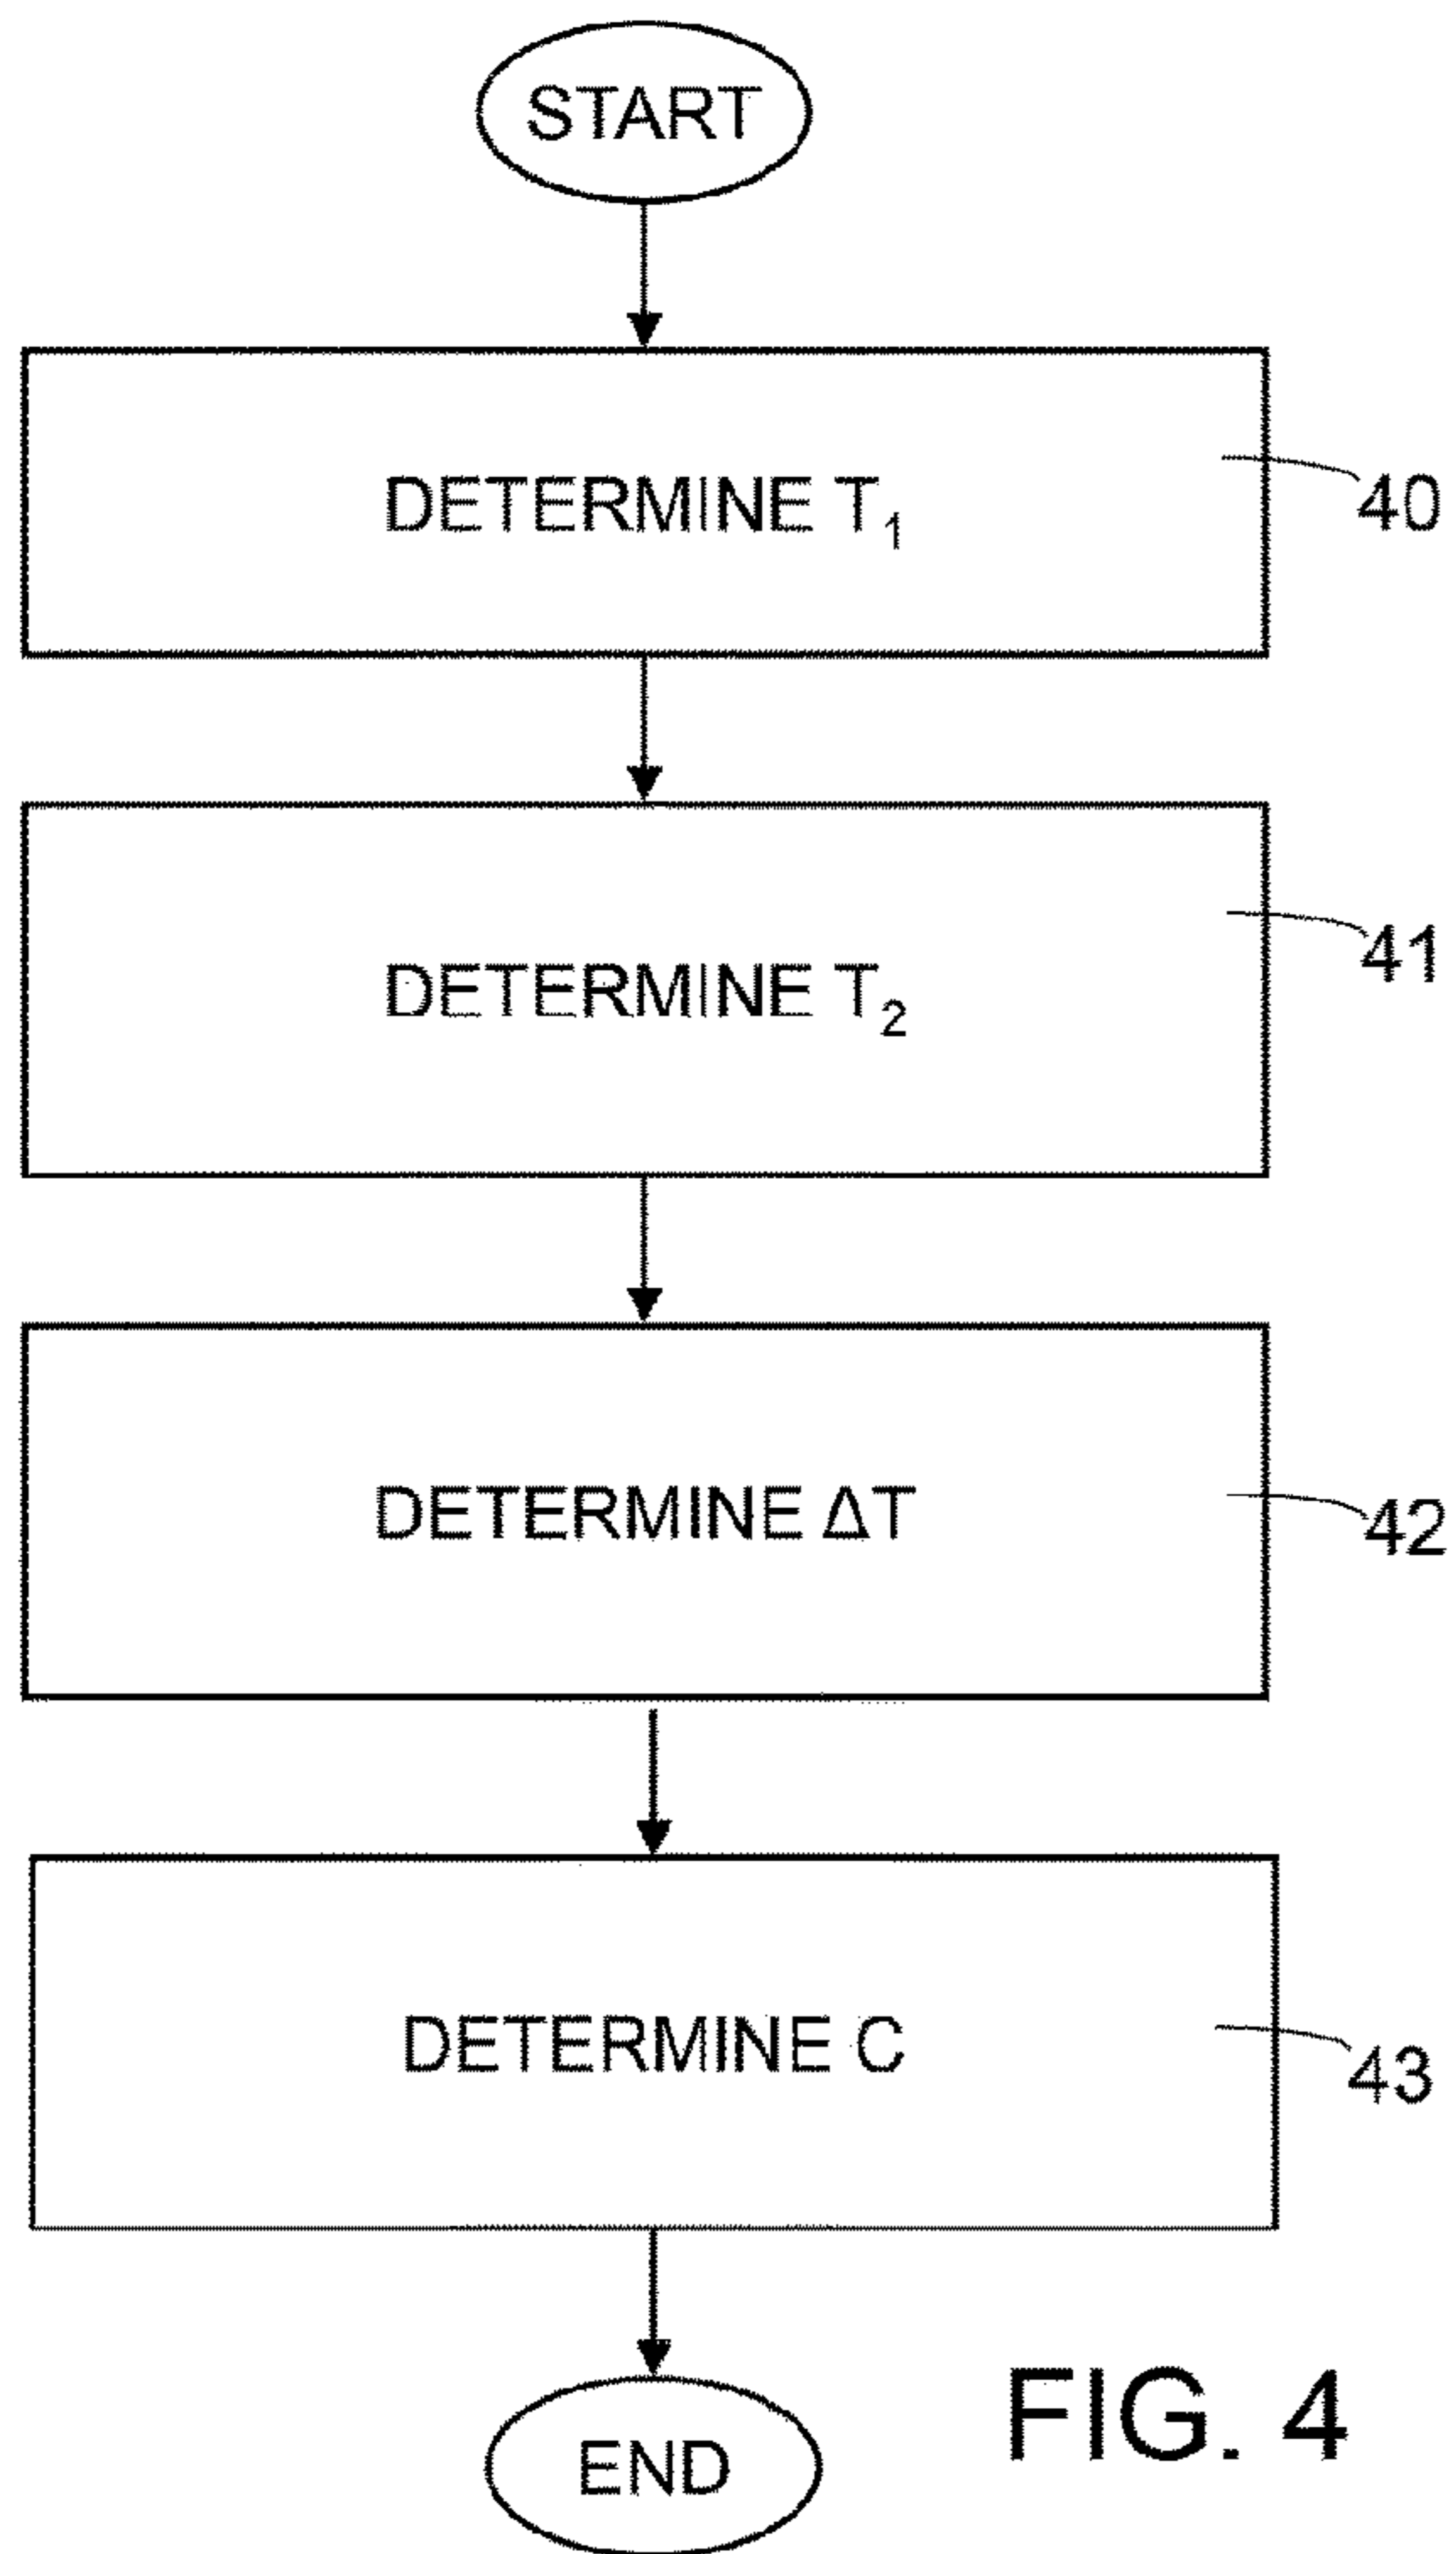 START
DETERMINE T₁
40
DETERMINE T₂
41
DETERMINE ΔT
42
DETERMINE C
43
END
FIG. 4